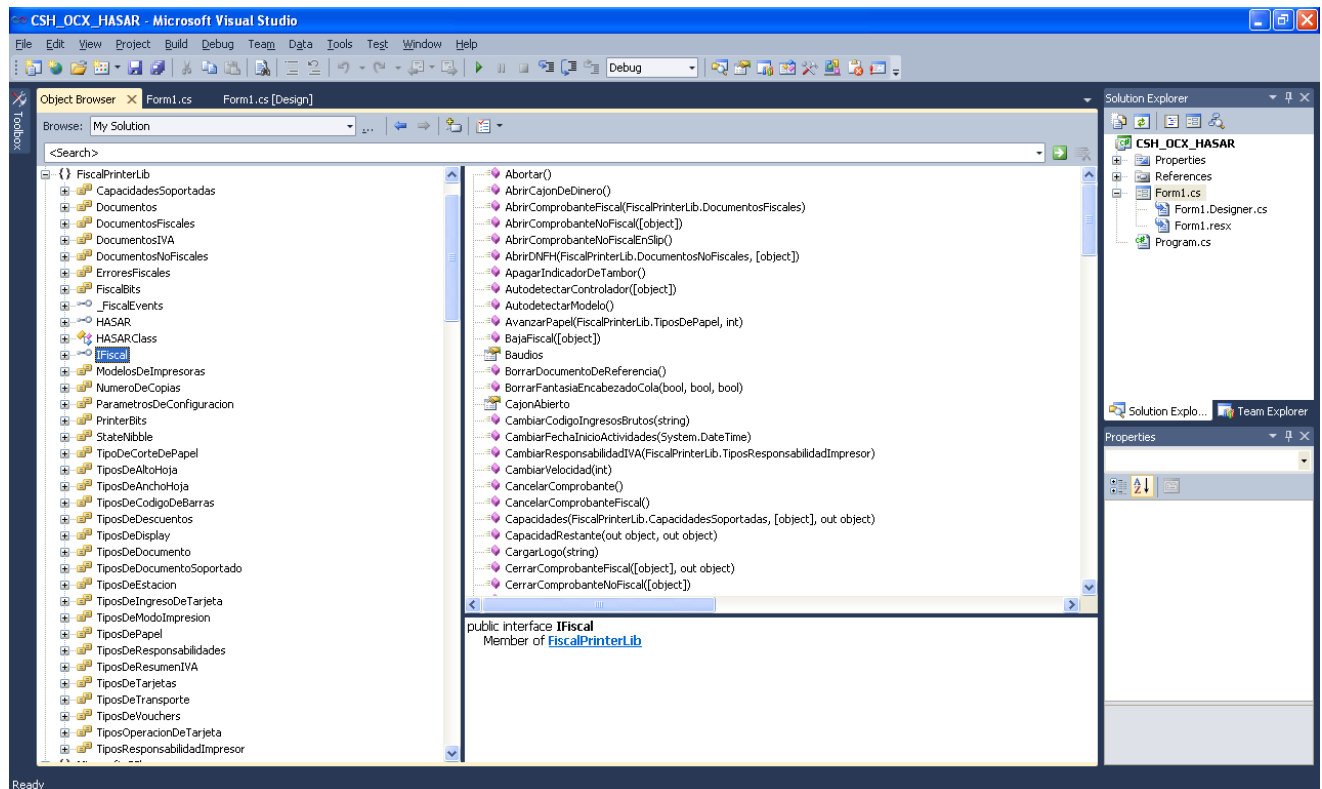 CSH_OCX_HASAR - Microsoft Visual Studio
File Edit View Project Build Debug Team Data Tools Test Window Help
Debug
Toolbox
Object Browser Form1.cs Form1.cs [Design]
Browse: My Solution
...
<Search>
{} FiscalPrinterLib
CapacidadesSoportadas
Documentos
DocumentosFiscales
DocumentosIVA
DocumentosNoFiscales
ErroresFiscales
FiscalBits
_FiscalEvents
HASAR
HASARClass
IFiscal
ModelosDeImpresoras
NumeroDeCopias
ParametrosDeConfiguracion
PrinterBits
StateNibble
TipoDeCorteDePapel
TiposDeAltoHoja
TiposDeAnchoHoja
TiposDeCodigoDeBarras
TiposDeDescuentos
TiposDeDisplay
TiposDeDocumento
TiposDeDocumentoSoportado
TiposDeEstacion
TiposDeIngresoDeTarjeta
TiposDeModoImpresion
TiposDePapel
TiposDeResponsabilidades
TiposDeResumenIVA
TiposDeTarjetas
TiposDeTransporte
TiposDeVouchers
TiposOperacionDeTarjeta
TiposResponsabilidadImpresor
Abortar()
AbrirCajonDeDinero()
AbrirComprobanteFiscal(FiscalPrinterLib.DocumentosFiscales)
AbrirComprobanteNoFiscal([object])
AbrirComprobanteNoFiscalEnSlip()
AbrirDNFH(FiscalPrinterLib.DocumentosNoFiscales, [object])
ApagarIndicadorDeTambor()
AutodetectarControlador([object])
AutodetectarModelo()
AvanzarPapel(FiscalPrinterLib.TiposDePapel, int)
BajaFiscal([object])
Baudios
BorrarDocumentoDeReferencia()
BorrarFantasiaEncabezadoCola(bool, bool, bool)
CajonAbierto
CambiarCodigoIngresosBrutos(string)
CambiarFechaInicioActividades(System.DateTime)
CambiarResponsabilidadIVA(FiscalPrinterLib.TiposResponsabilidadImpresor)
CambiarVelocidad(int)
CancelarComprobante()
CancelarComprobanteFiscal()
Capacidades(FiscalPrinterLib.CapacidadesSoportadas, [object], out object)
CapacidadRestante(out object, out object)
CargarLogo(string)
CerrarComprobanteFiscal([object], out object)
CerrarComprobanteNoFiscal([object])
public interface IFiscal
Member of FiscalPrinterLib
Solution Explorer
CSH_OCX_HASAR
Properties
References
Form1.cs
Form1.Designer.cs
Form1.resx
Program.cs
Solution Explo... Team Explorer
Properties
Ready